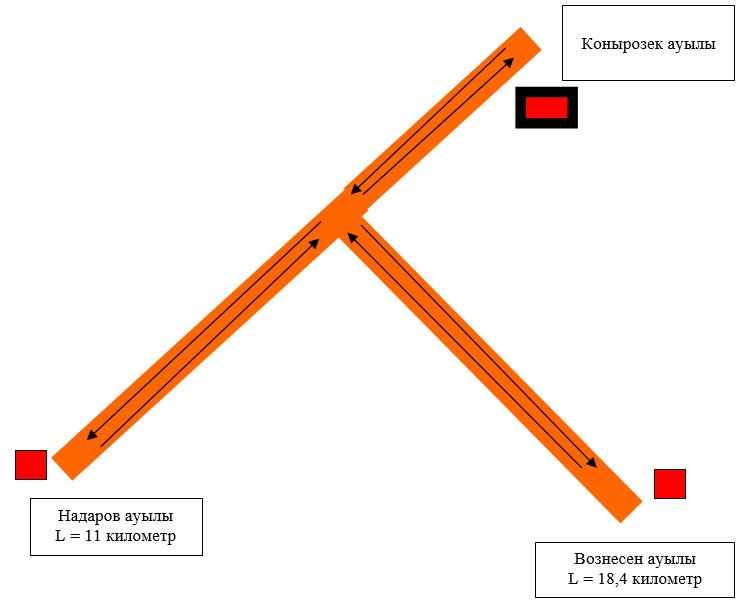 Конырозек ауылы
Надаров ауылы
L = 11 километр
Вознесен ауылы
L = 18,4 километр